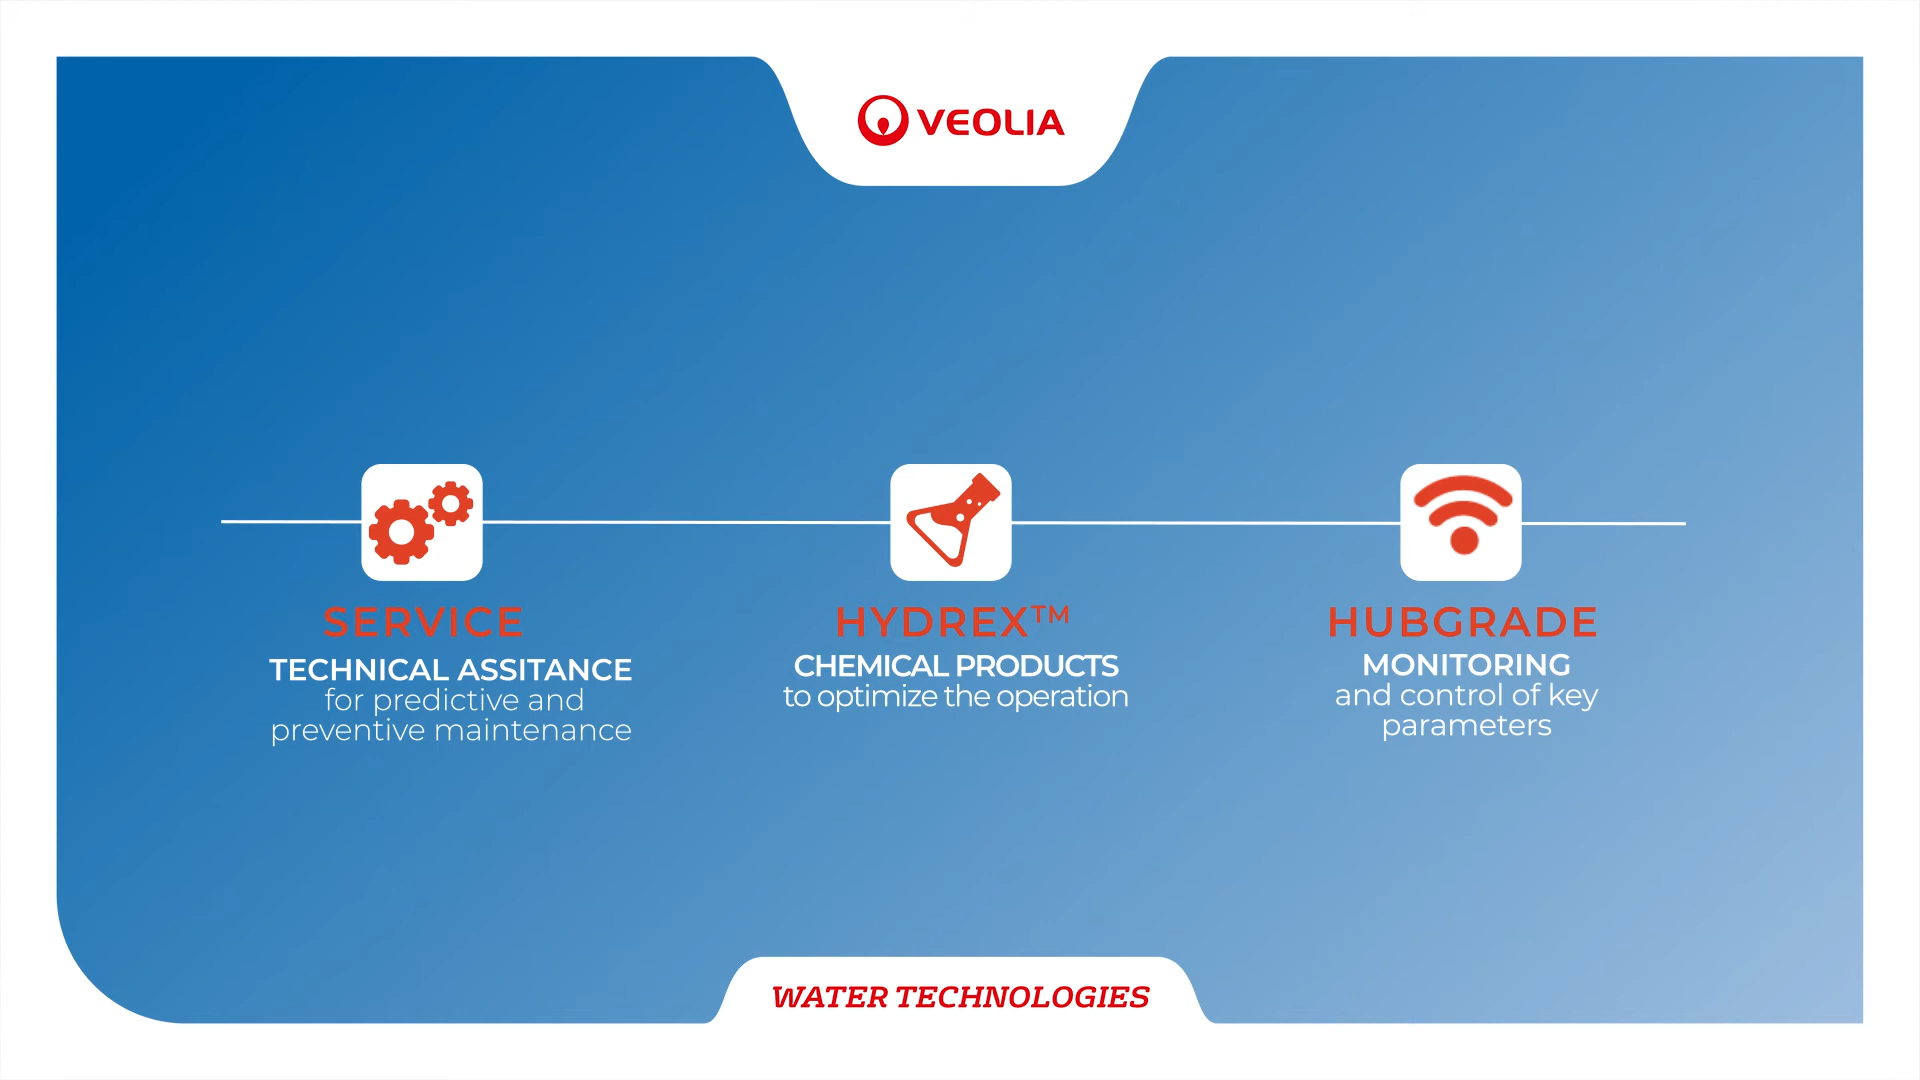 VEOLIA
SERVICE
TECHNICAL ASSITANCE
for predictive and
preventive maintenance
HYDREX™
CHEMICAL PRODUCTS
to optimize the operation
HUBGRADE
MONITORING
and control of key
parameters
WATER TECHNOLOGIES